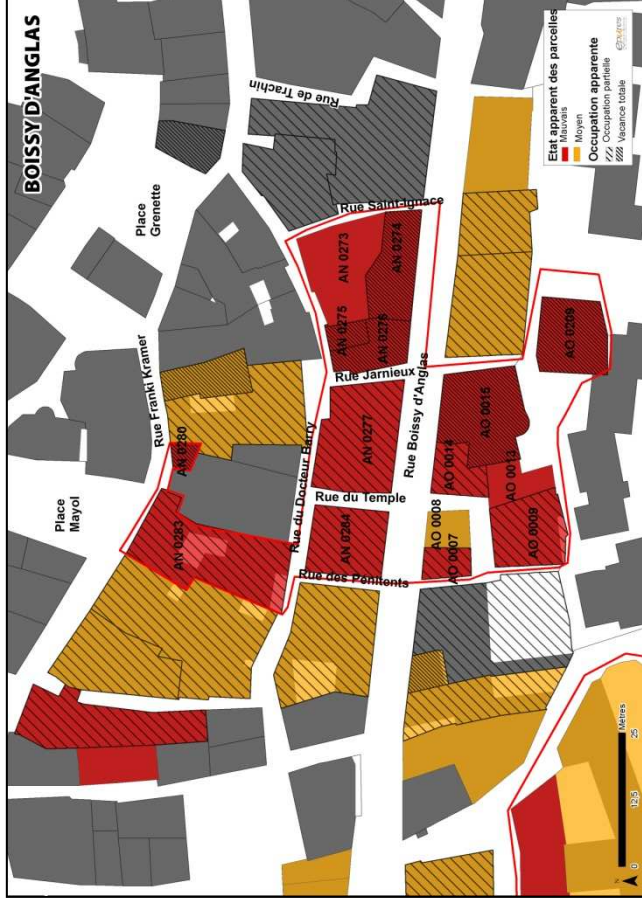 BOISSY D'ANGLAS
Place Grenette
Rue de Trachin
Place Mayol
Rue Franki Kramer
AN 0280
AN 0283
Rue Saint-Ignace
AN 0273
AN 0275
AN 0274
AN 0276
Rue Jarnieux
Rue du Docteur Barry
AN 0277
Rue Boissy d'Anglas
Rue du Temple
AN 0284
Rue des Pénitents
AO 0209
AO 0015
AO 0014
AO 0013
AO 0008
AO 0007
AO 0009
Etat apparent des parcelles
Mauvais
Moyen
Occupation apparente
Occupation partielle
Vacance totale
N
Mètres
0 12,5 25